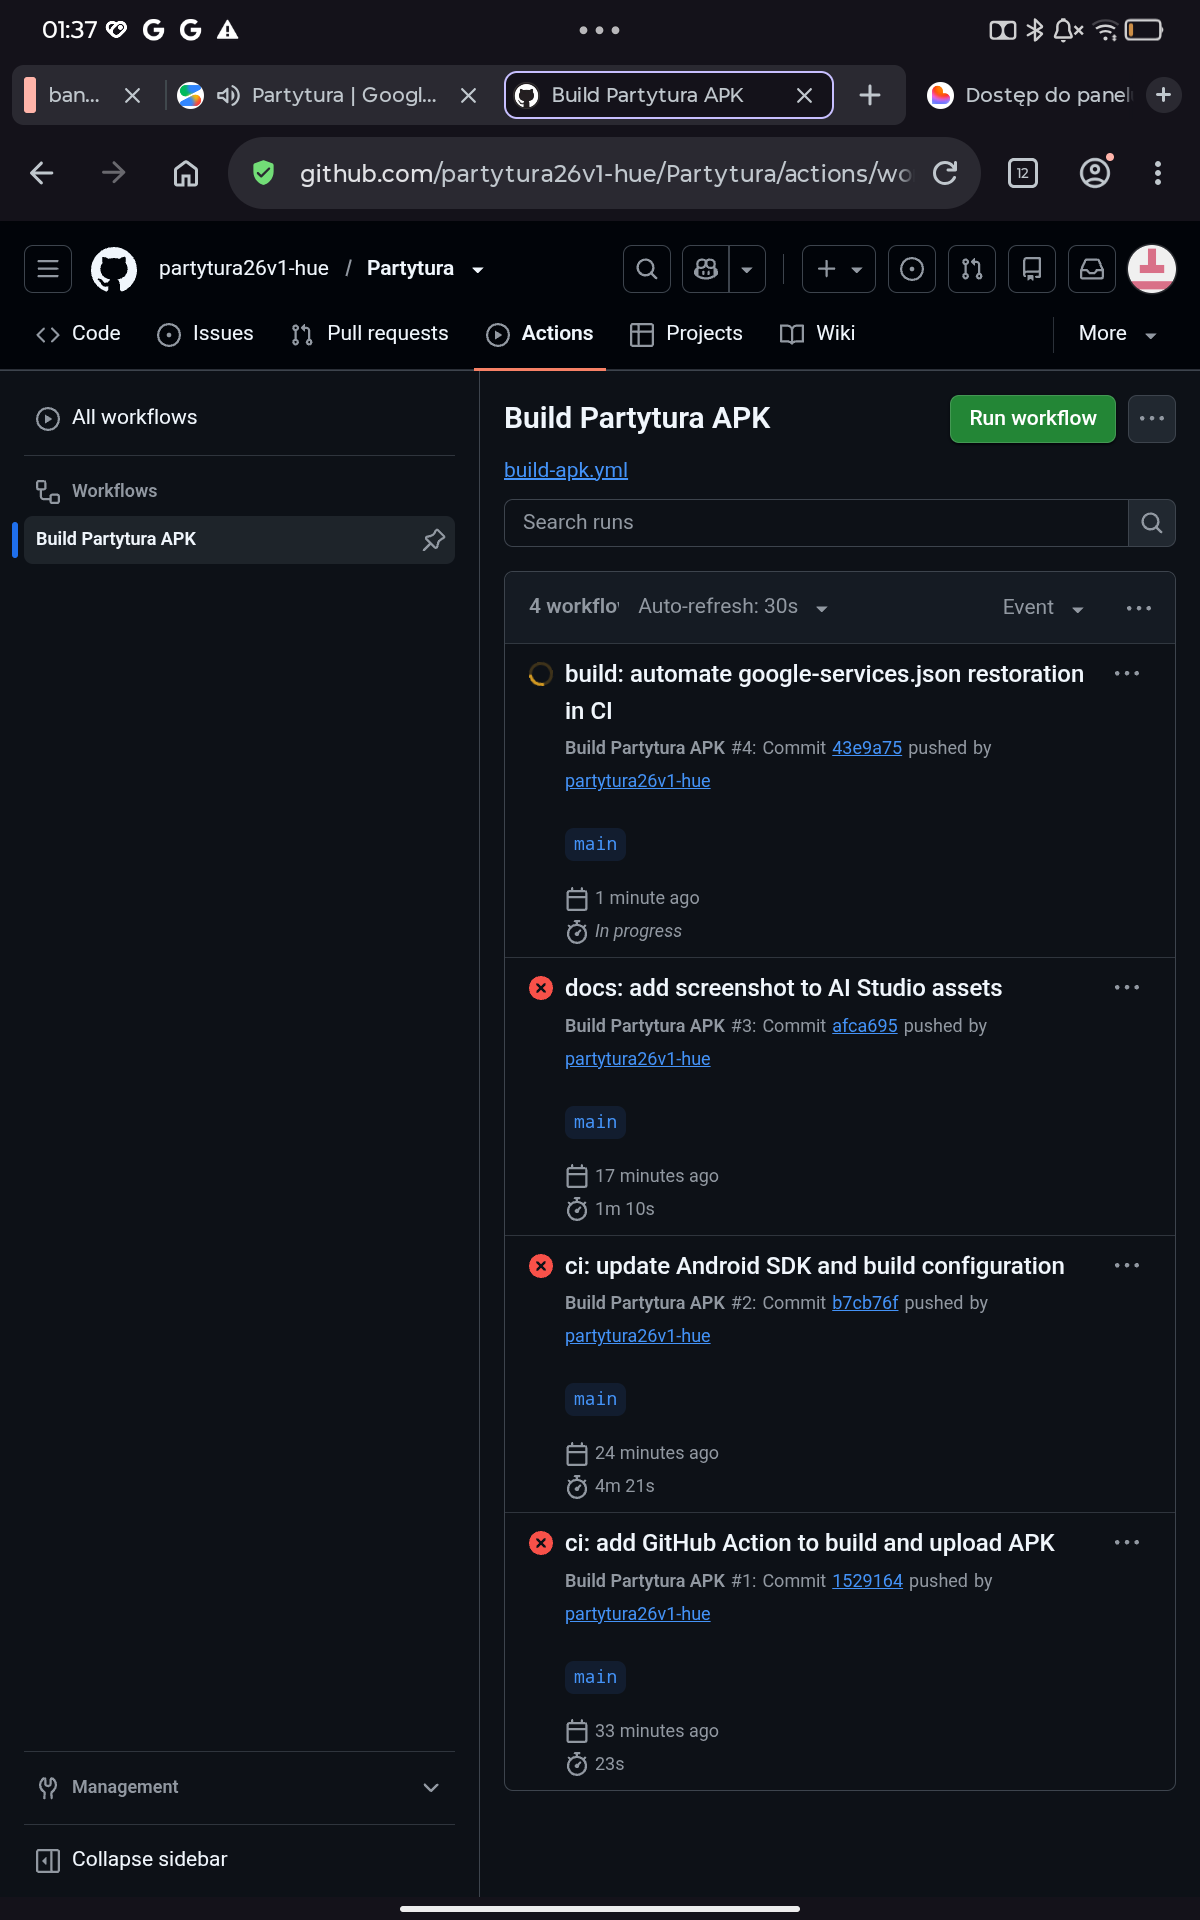 01:37
ban...
Partytura | Googl...
Build Partytura APK
Dostęp do paneli
github.com/partytura26v1-hue/Partytura/actions/wo
12
partytura26v1-hue / Partytura
Code
Issues
Pull requests
Actions
Projects
Wiki
More
All workflows
Workflows
Build Partytura APK
Management
Collapse sidebar
Build Partytura APK
Run workflow
build-apk.yml
Search runs
4 workflo
Auto-refresh: 30s
Event
build: automate google-services.json restoration
in CI
Build Partytura APK #4: Commit 43e9a75 pushed by
partytura26v1-hue
main
1 minute ago
In progress
docs: add screenshot to AI Studio assets
Build Partytura APK #3: Commit afca695 pushed by
partytura26v1-hue
main
17 minutes ago
1m 10s
ci: update Android SDK and build configuration
Build Partytura APK #2: Commit b7cb76f pushed by
partytura26v1-hue
main
24 minutes ago
4m 21s
ci: add GitHub Action to build and upload APK
Build Partytura APK #1: Commit 1529164 pushed by
partytura26v1-hue
main
33 minutes ago
23s